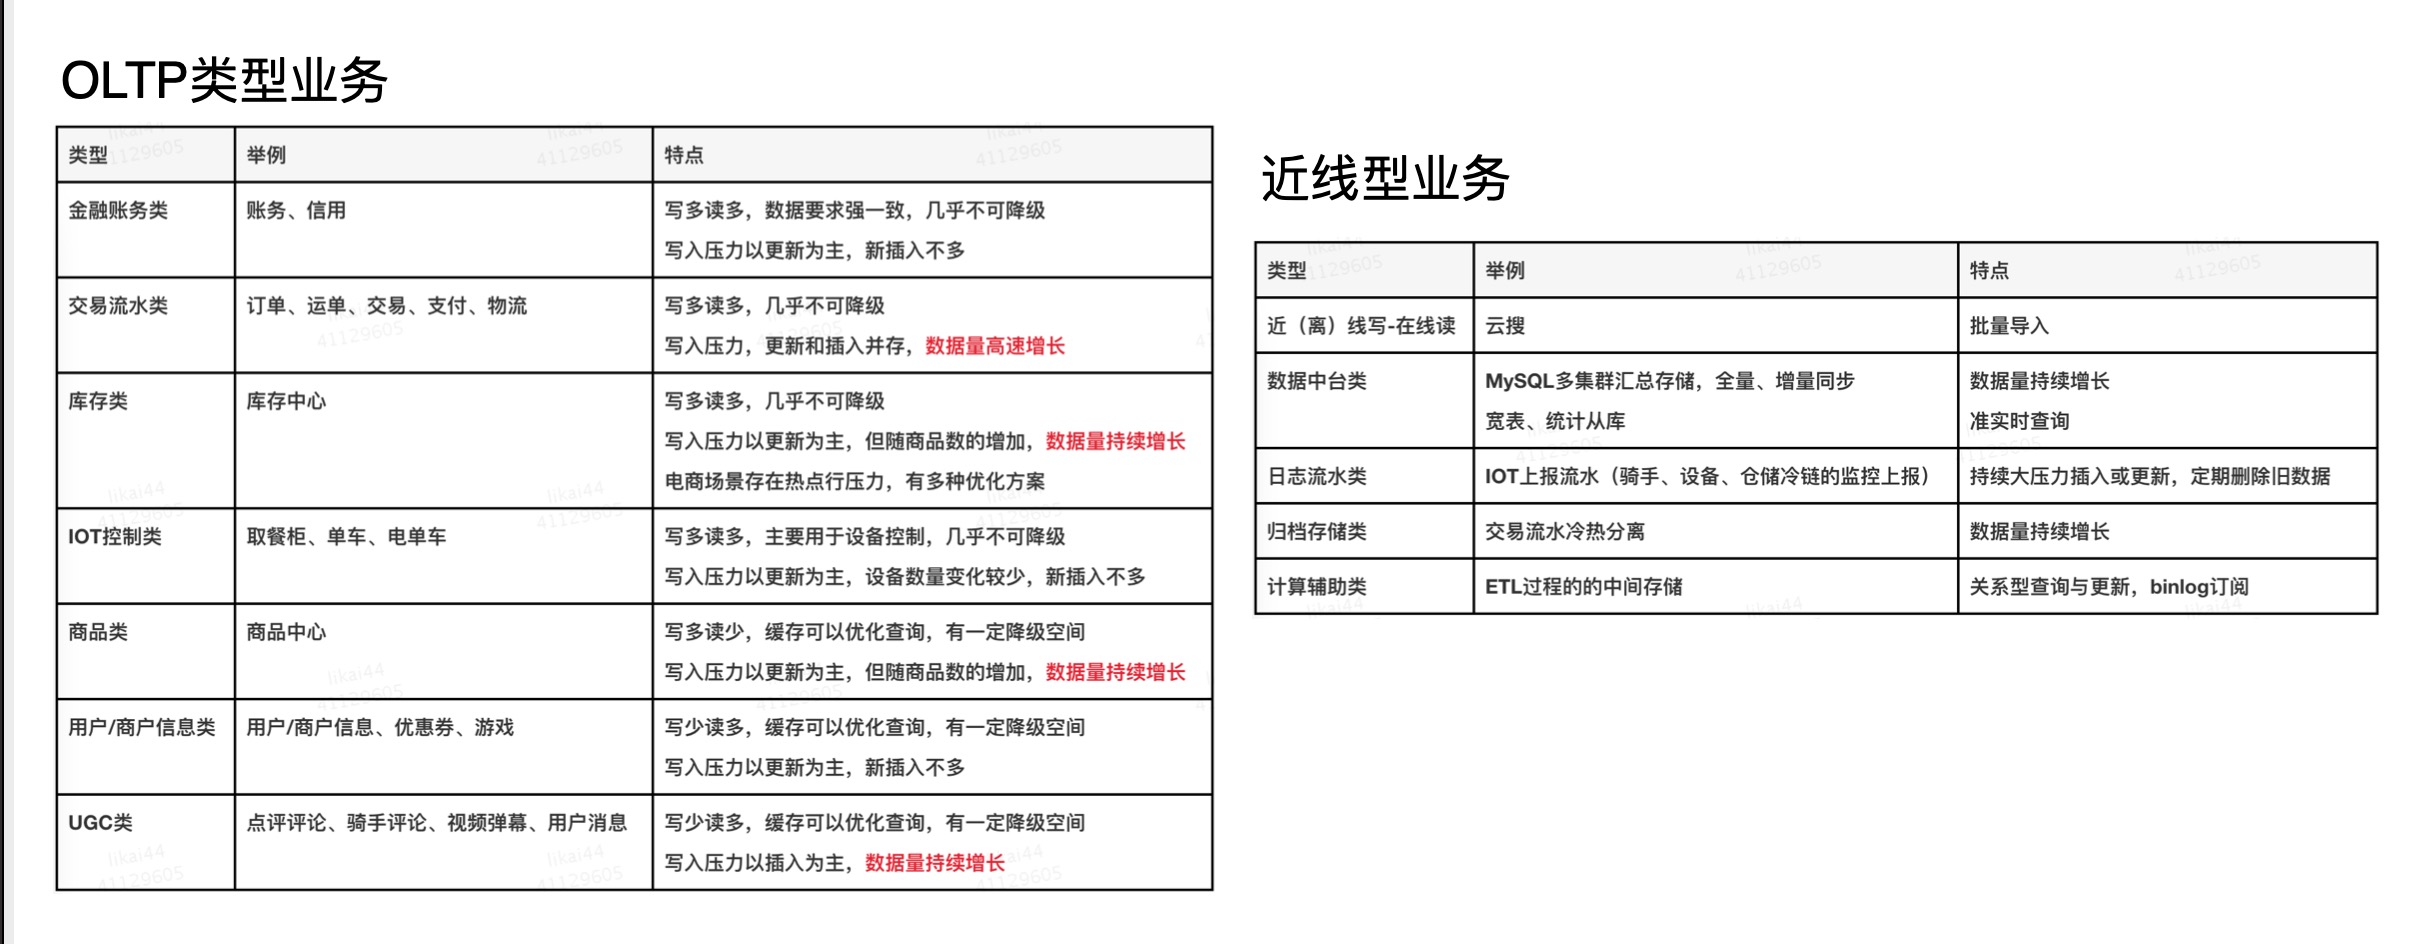 OLTP类型业务
类型 举例 特点
金融账务类 账务、信用 写多读多，数据要求强一致，几乎不可降级
写入压力以更新为主，新插入不多
交易流水类 订单、运单、交易、支付、物流 写多读多，几乎不可降级
写入压力，更新和插入并存，数据量高速增长
库存类 库存中心 写多读多，几乎不可降级
写入压力以更新为主，但随商品数的增加，数据量持续增长
电商场景存在热点行压力，有多种优化方案
IOT控制类 取餐柜、单车、电单车 写多读多，主要用于设备控制，几乎不可降级
写入压力以更新为主，设备数量变化较少，新插入不多
商品类 商品中心 写多读少，缓存可以优化查询，有一定降级空间
写入压力以更新为主，但随商品数的增加，数据量持续增长
用户/商户信息类 用户/商户信息、优惠券、游戏 写少读多，缓存可以优化查询，有一定降级空间
写入压力以更新为主，新插入不多
UGC类 点评评论、骑手评论、视频弹幕、用户消息 写少读多，缓存可以优化查询，有一定降级空间
写入压力以插入为主，数据量持续增长
近线型业务
类型 举例 特点
近（离）线写-在线读 云搜 批量导入
数据中台类 MySQL多集群汇总存储，全量、增量同步 数据量持续增长
宽表、统计从库 准实时查询
日志流水类 IOT上报流水（骑手、设备、仓储冷链的监控上报） 持续大压力插入或更新，定期删除旧数据
归档存储类 交易流水冷热分离 数据量持续增长
计算辅助类 ETL过程的的中间存储 关系型查询与更新，binlog订阅
likai44
41129605